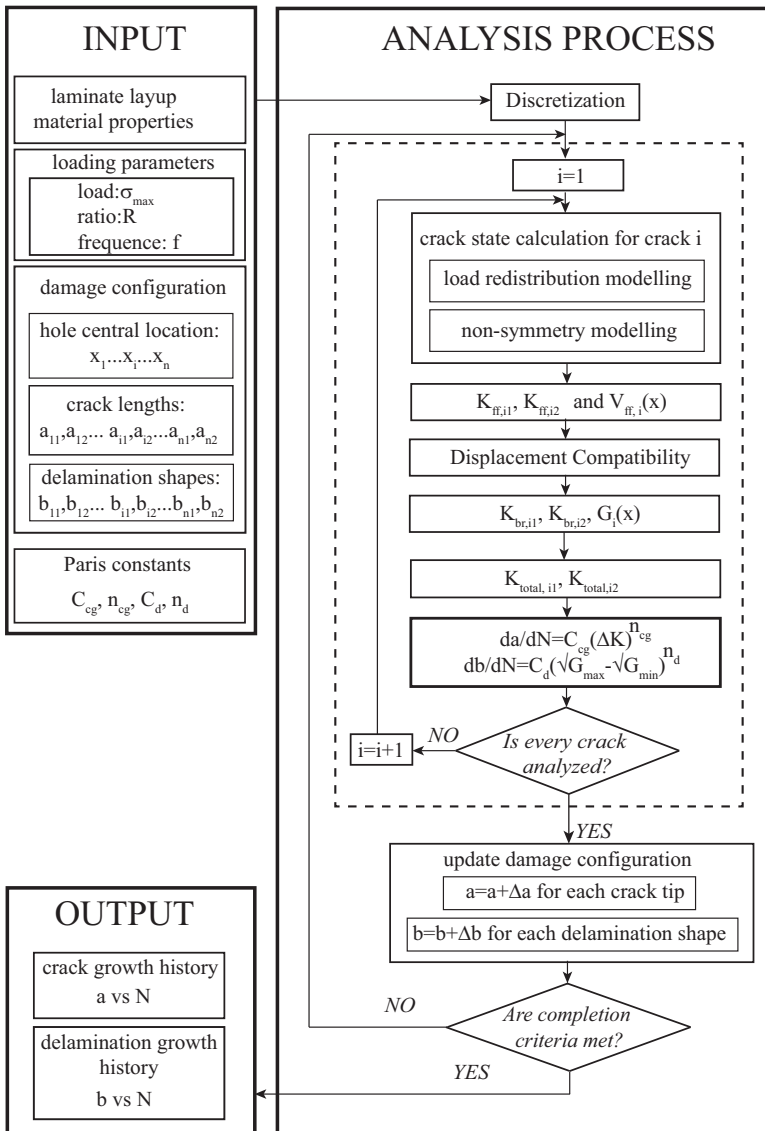 INPUT
laminate layup
material properties
loading parameters
load:σmax
ratio:R
frequence: f
damage configuration
hole central location:
x1...xi...xn
crack lengths:
a11,a12... ai1,ai2...an1,an2
delamination shapes:
b11,b12... bi1,bi2...bn1,bn2
Paris constants
Ccg, ncg, Cd, nd
ANALYSIS PROCESS
Discretization
i=1
crack state calculation for crack i
load redistribution modelling
non-symmetry modelling
Kff,i1, Kff,i2 and Vff, i(x)
Displacement Compatibility
Kbr,i1, Kbr,i2, Gi(x)
Ktotal, i1, Ktotal,i2
da/dN=Ccg(ΔK)ncg
db/dN=Cd(√Gmax-√Gmin)nd
Is every crack
analyzed?
NO
i=i+1
YES
update damage configuration
a=a+Δa for each crack tip
b=b+Δb for each delamination shape
Are completion
criteria met?
NO
YES
OUTPUT
crack growth history
a vs N
delamination growth
history
b vs N